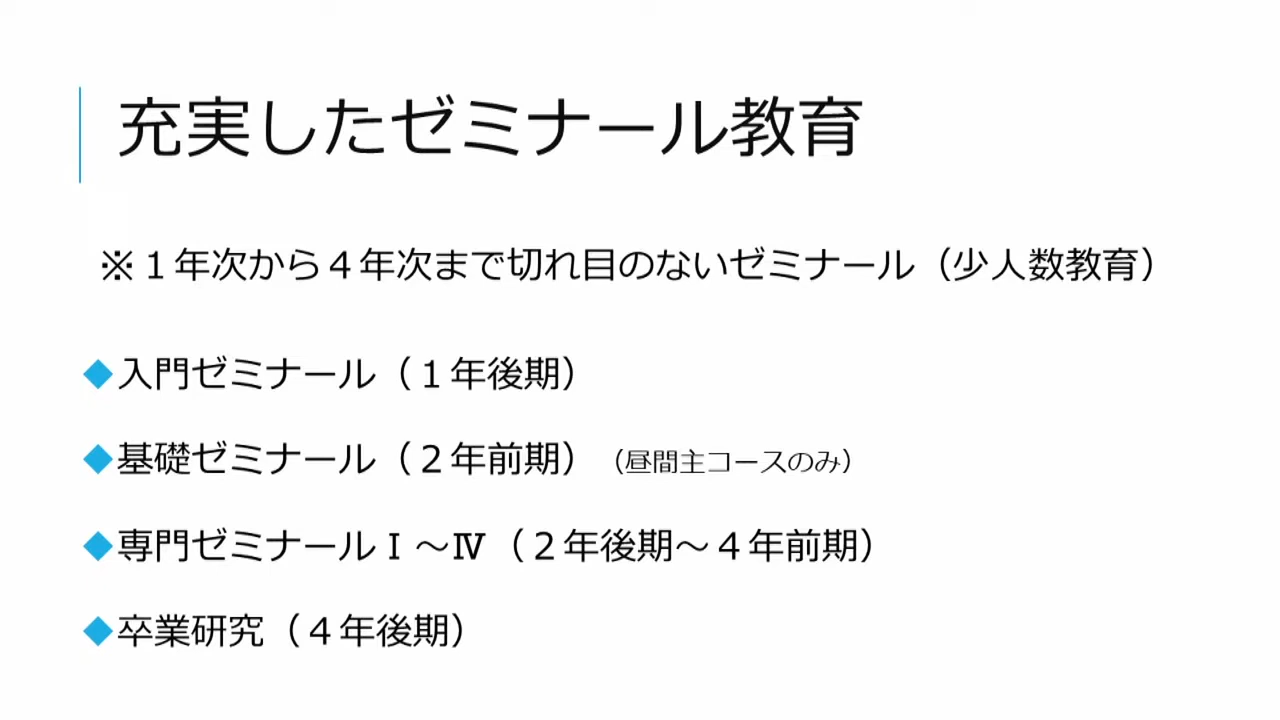 充実したゼミナール教育
※１年次から４年次まで切れ目のないゼミナール（少人数教育）
◆入門ゼミナール（１年後期）
◆基礎ゼミナール（２年前期）（昼間主コースのみ）
◆専門ゼミナールⅠ～Ⅳ（２年後期～４年前期）
◆卒業研究（４年後期）